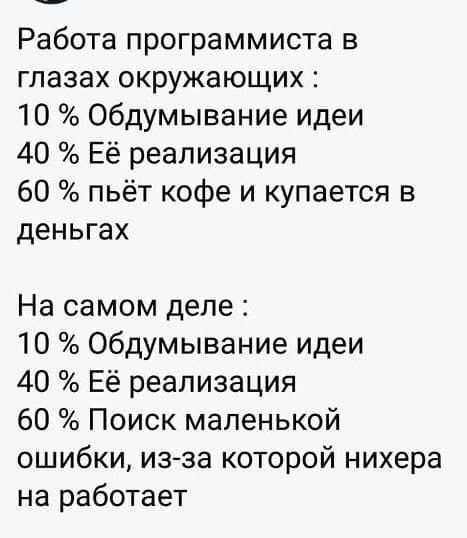 Работа программиста в
глазах окружающих :
10 % Обдумывание идеи
40 % Её реализация
60 % пьёт кофе и купается в
деньгах
На самом деле :
10 % Обдумывание идеи
40 % Её реализация
60 % Поиск маленькой
ошибки, из-за которой нихера
на работает